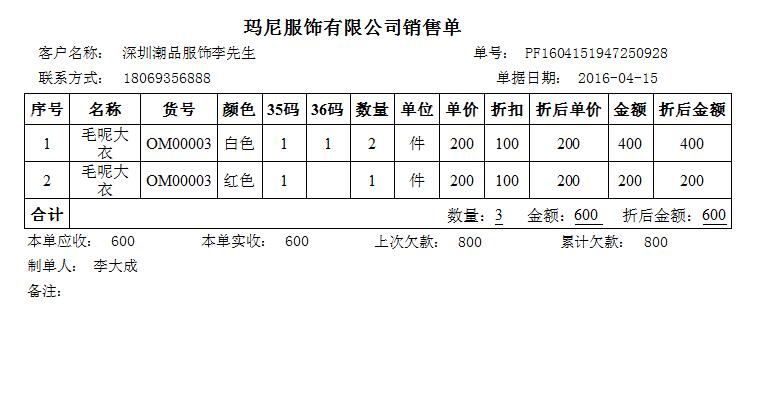 玛尼服饰有限公司销售单
客户名称： 深圳潮品服饰李先生 单号： PF1604151947250928
联系方式： 18069356888 单据日期： 2016-04-15
序号 名称 货号 颜色 35码 36码 数量 单位 单价 折扣 折后单价 金额 折后金额
1 毛呢大衣 OM00003 白色 1 1 2 件 200 100 200 400 400
2 毛呢大衣 OM00003 红色 1 1 件 200 100 200 200 200
合计 数量：3 金额：600 折后金额：600
本单应收： 600 本单实收： 600 上次欠款： 800 累计欠款： 800
制单人： 李大成
备注：